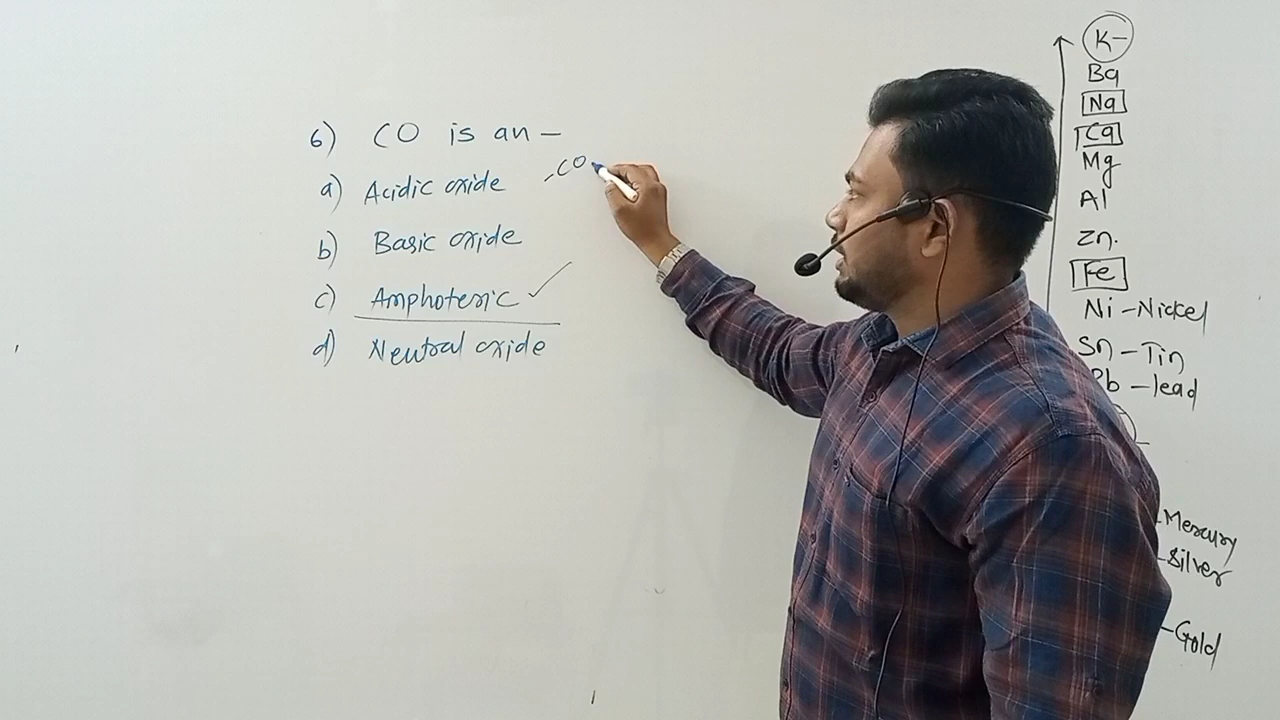 6) CO is an –
a) Acidic oxide - CO
b) Basic oxide
c) Amphoteric ✓
d) Neutral oxide
K –
Ba
Na
Ca
Mg
Al
Zn.
Fe
Ni – Nickel
Sn – Tin
Pb – lead
– Mercury
– Silver
– Gold